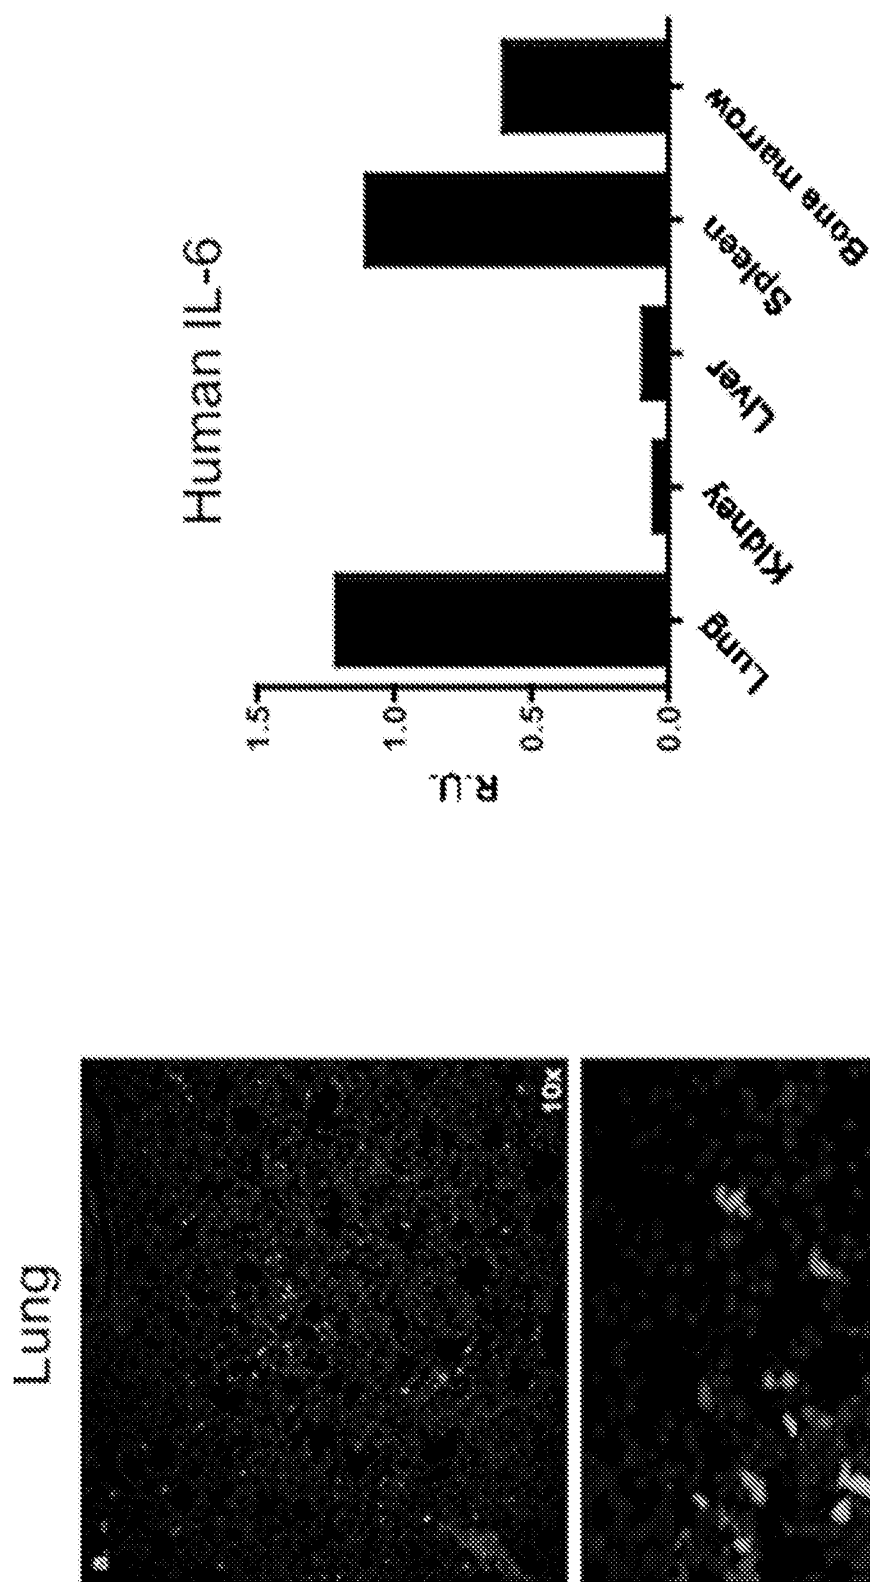 Lung
10x
Human IL-6
R.U.
1.5
1.0
0.5
0.0
Lung
Kidney
Liver
Spleen
Bone marrow